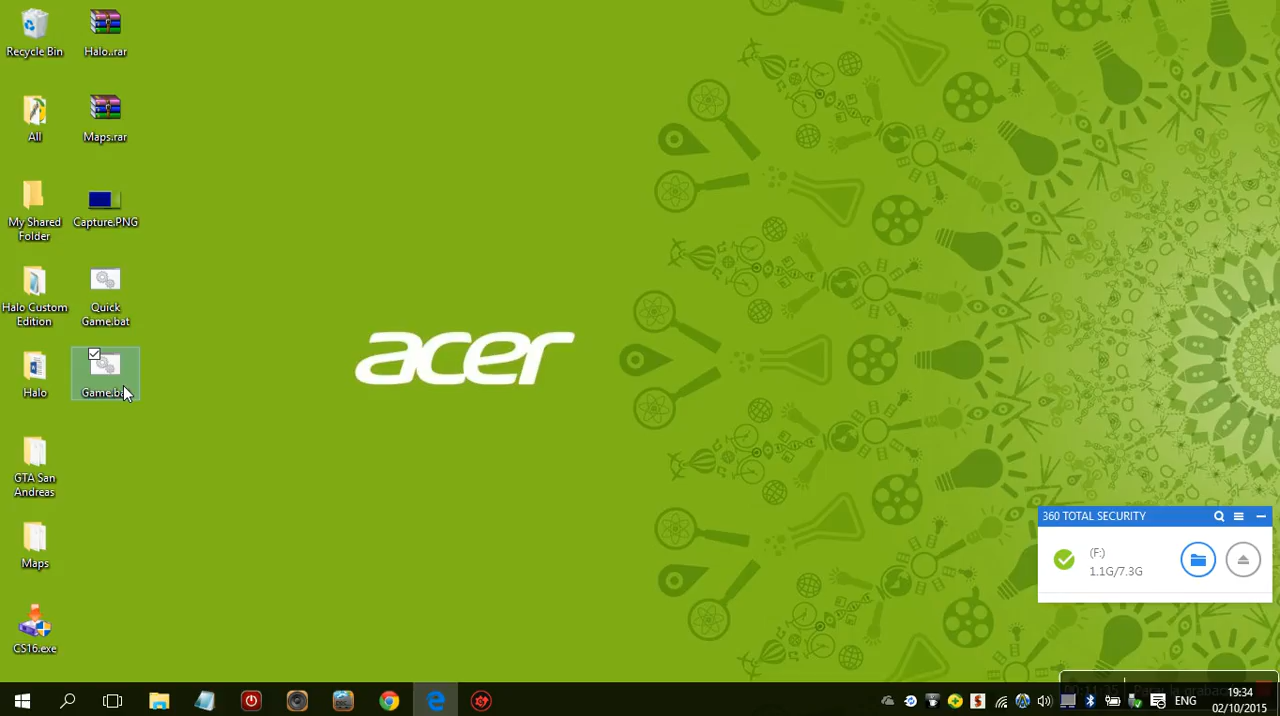 Recycle Bin
Halo..rar
All
Maps.rar
My Shared
Folder
Capture.PNG
Halo Custom
Edition
Quick
Game.bat
Halo
GTA San
Andreas
Maps
CS16.exe
acer
360 TOTAL SECURITY
(F:)
1.1G/7.3G
ENG
19:34
02/10/2015